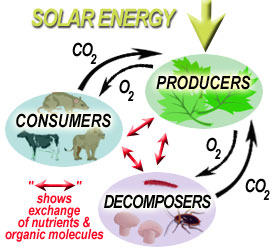 SOLAR ENERGY
CO2
O2
PRODUCERS
CONSUMERS
O2
CO2
DECOMPOSERS
"↔"
shows
exchange
of nutrients &
organic molecules